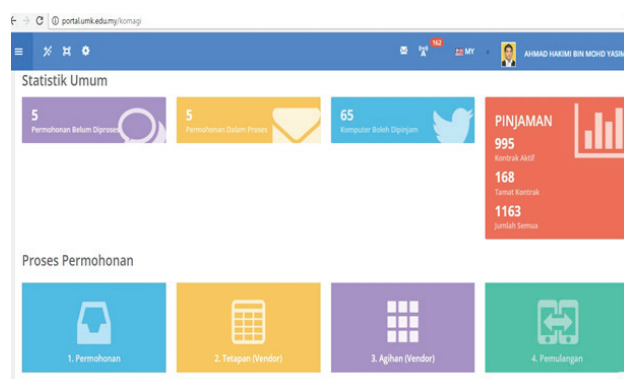 portal.umk.edu.my/komagi
162
MY
AHMAD HAKIMI BIN MOHD YASIM
Statistik Umum
5
Permohonan Belum Diproses
5
Permohonan Dalam Proses
65
Komputer Boleh Dipinjam
PINJAMAN
995
Kontrak Aktif
168
Tamat Kontrak
1163
Jumlah Semua
Proses Permohonan
1. Permohonan
2. Tetapan (Vendor)
3. Agihan (Vendor)
4. Pemulangan